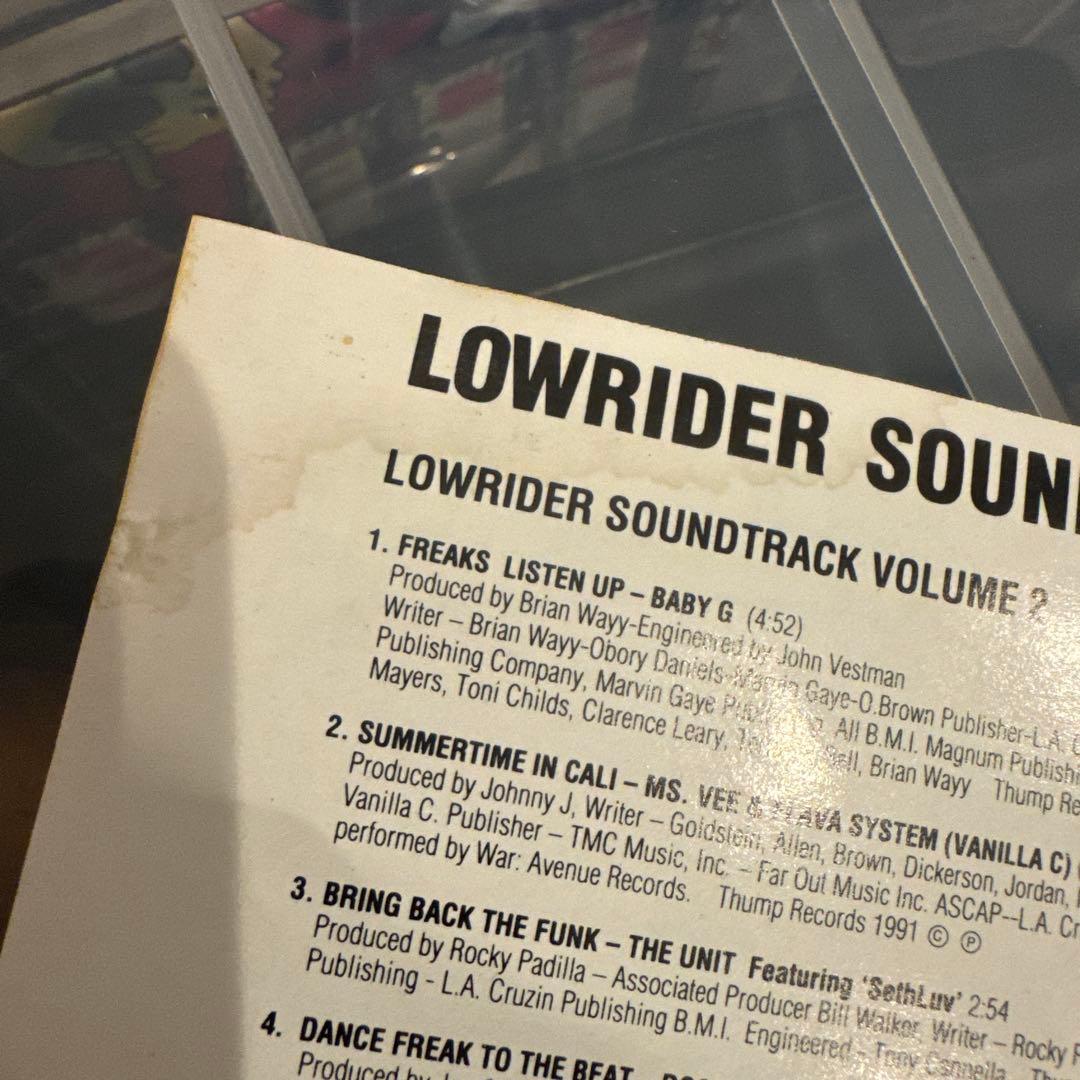 LOWRIDER SOUN
LOWRIDER SOUNDTRACK VOLUME 2
1. FREAKS LISTEN UP – BABY G (4:52)
Produced by Brian Wayy-Engineered by John Vestman
Writer – Brian Wayy-Obory Daniels-Marvin Gaye-O.Brown Publisher-L.A.
Publishing Company, Marvin Gaye All B.M.I. Magnum
Mayers, Toni Childs, Clarence Leary, Brian Wayy Thump
2. SUMMERTIME IN CALI – MS. VEE & SYSTEM (VANILLA C)
Produced by Johnny J, Writer – Goldstein, Allen, Brown, Dickerson, Jordan,
Vanilla C. Publisher – TMC Music, Inc. – Far Out Music Inc. ASCAP--L.A.
performed by War: Avenue Records. Thump Records 1991 © ℗
3. BRING BACK THE FUNK – THE UNIT Featuring 'SethLuv' 2:54
Produced by Rocky Padilla – Associated Producer Bill Walker, Writer – Rocky
Publishing - L.A. Cruzin Publishing B.M.I. Engineered - Tony
4. DANCE FREAK TO THE BEAT
Produced